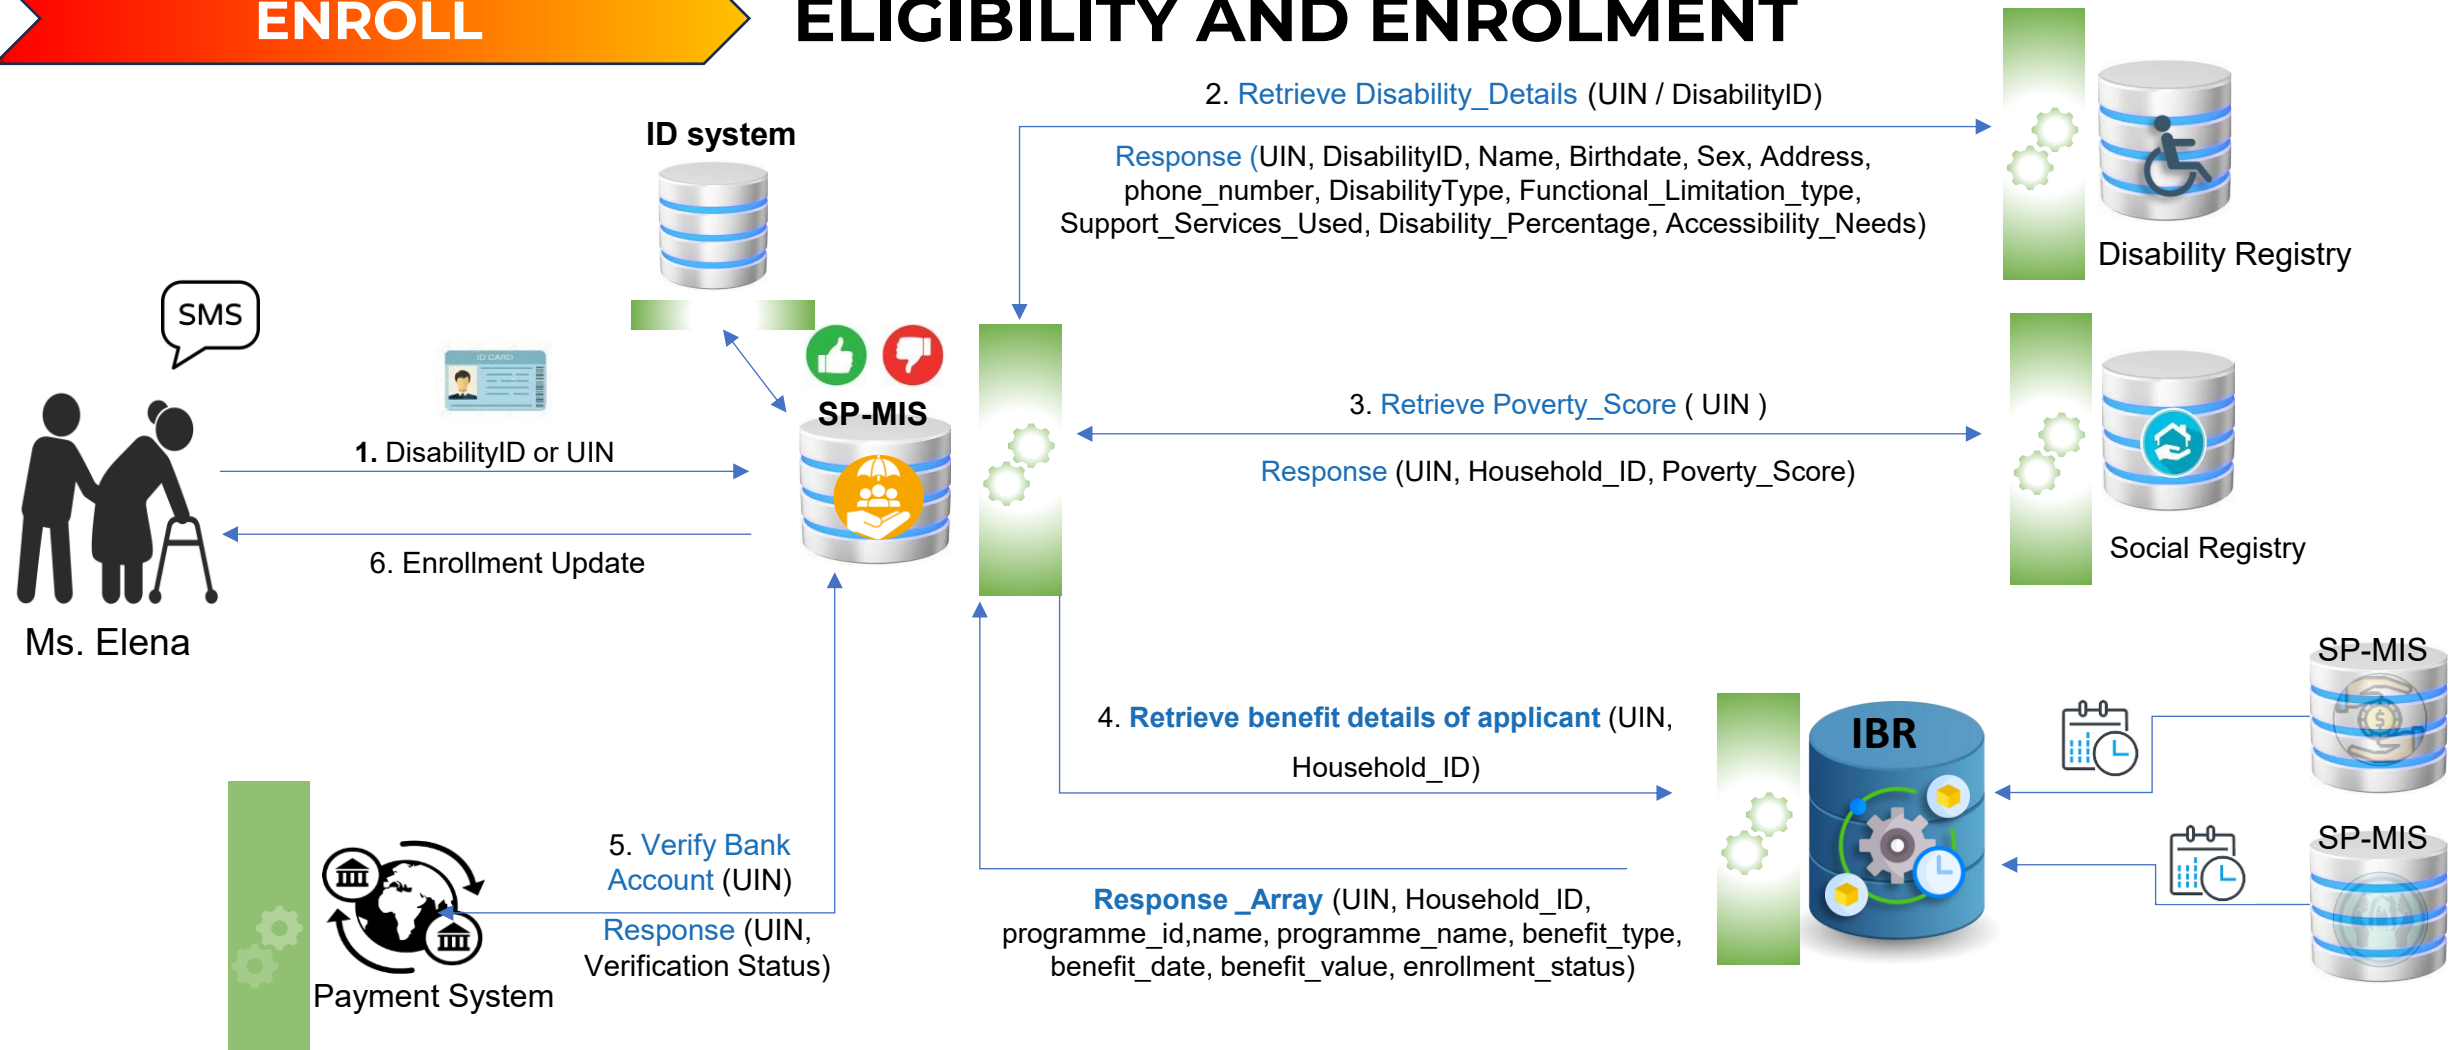 ENROLL
ELIGIBILITY AND ENROLMENT
2. Retrieve Disability_Details (UIN / DisabilityID)
Response (UIN, DisabilityID, Name, Birthdate, Sex, Address,
phone_number, DisabilityType, Functional_Limitation_type,
Support_Services_Used, Disability_Percentage, Accessibility_Needs)
Disability Registry
ID system
SMS
ID CARD
SP-MIS
1. DisabilityID or UIN
6. Enrollment Update
Ms. Elena
3. Retrieve Poverty_Score ( UIN )
Response (UIN, Household_ID, Poverty_Score)
Social Registry
4. Retrieve benefit details of applicant (UIN,
Household_ID)
IBR
SP-MIS
SP-MIS
Response _Array (UIN, Household_ID,
programme_id,name, programme_name, benefit_type,
benefit_date, benefit_value, enrollment_status)
5. Verify Bank
Account (UIN)
Response (UIN,
Verification Status)
Payment System